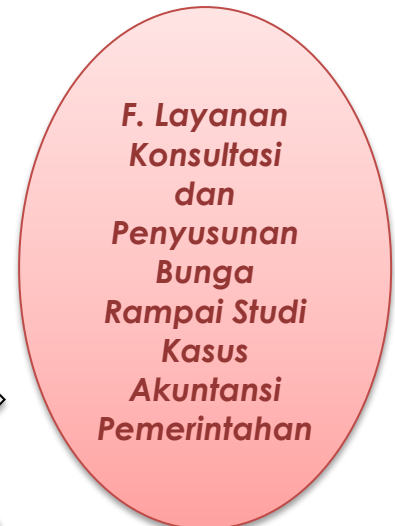 F. Layanan
Konsultasi
dan
Penyusunan
Bunga
Rampai Studi
Kasus
Akuntansi
Pemerintahan